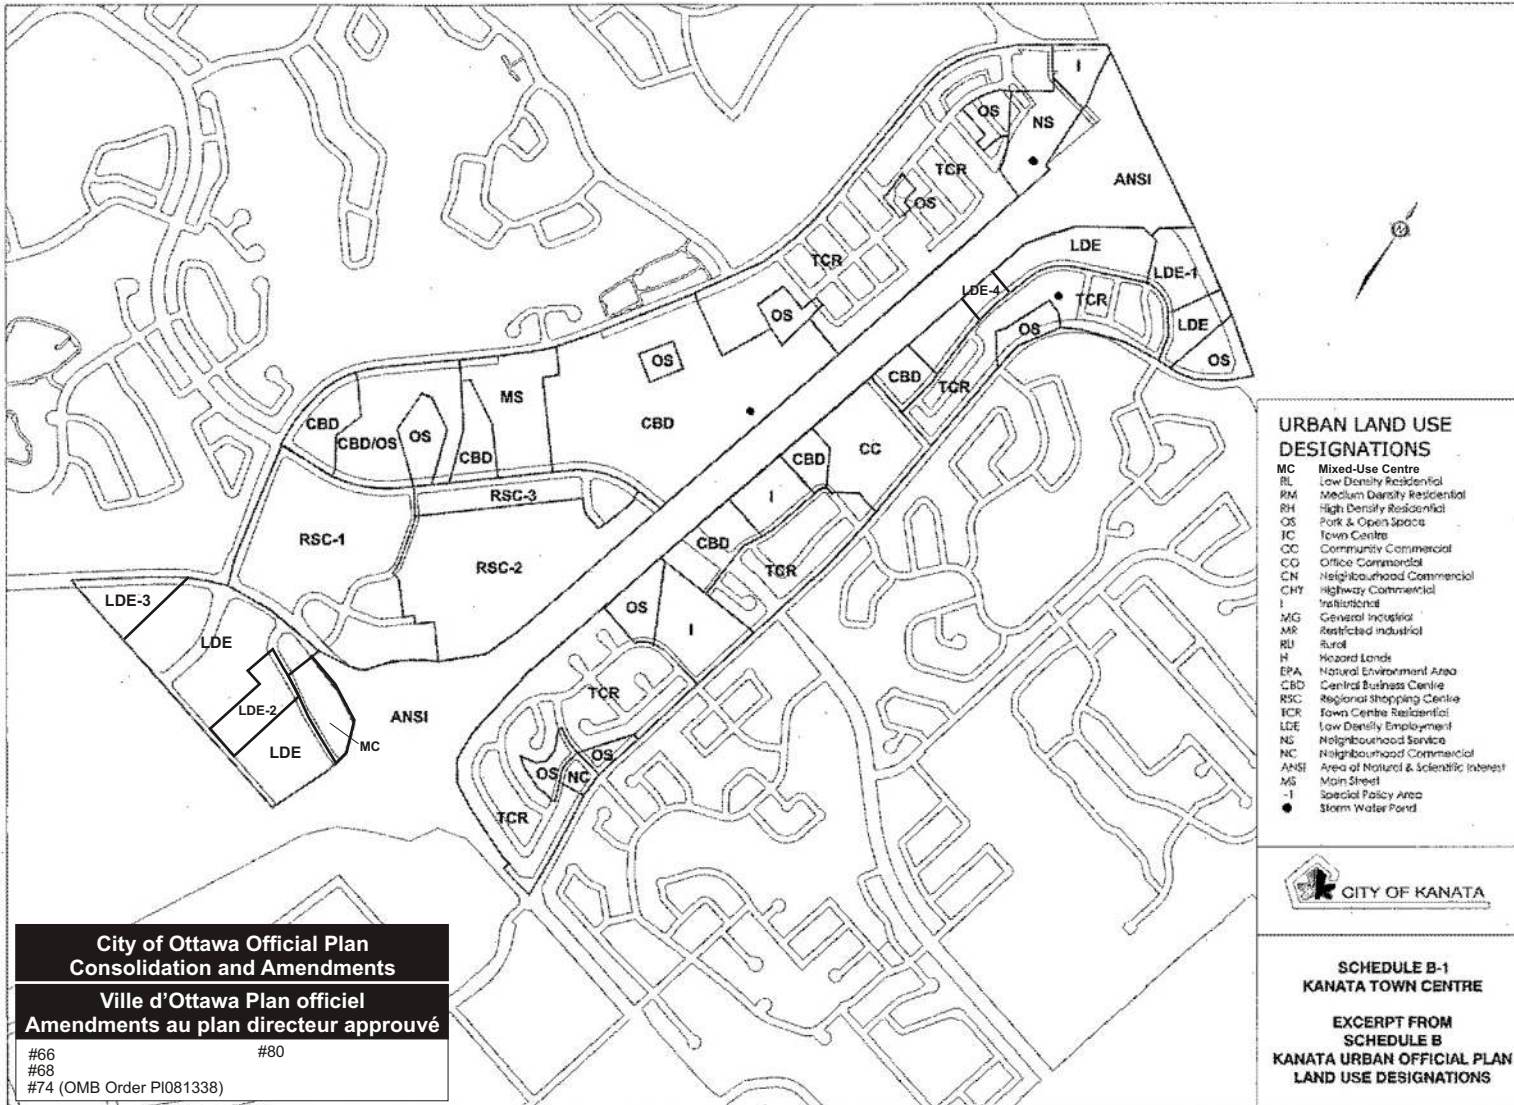 I
OS
NS
TCR
ANSI
OS
LDE
TCR
LDE-1
LDE-4
TCR
OS
LDE
OS
OS
OS
MS
CBD
TCR
CBD
CBD
CBD/OS
OS
CBD
CC
CBD
RSC-3
I
RSC-1
CBD
RSC-2
TCR
LDE-3
OS
LDE
I
TCR
LDE-2
ANSI
MC
LDE
OS
OS
NC
TCR
URBAN LAND USE
DESIGNATIONS
MC Mixed-Use Centre
RL Low Density Residential
RM Medium Density Residential
RH High Density Residential
OS Park & Open Space
TC Town Centre
CC Community Commercial
CO Office Commercial
CN Neighbourhood Commercial
CHY Highway Commercial
I Institutional
MG General Industrial
MR Restricted Industrial
RU Rural
H Hazard Lands
EPA Natural Environment Area
CBD Central Business Centre
RSC Regional Shopping Centre
TCR Town Centre Residential
LDE Low Density Employment
NS Neighbourhood Service
NC Neighbourhood Commercial
ANSI Area of Natural & Scientific Interest
MS Main Street
-1 Special Policy Area
Storm Water Pond
CITY OF KANATA
SCHEDULE B-1
KANATA TOWN CENTRE
EXCERPT FROM
SCHEDULE B
KANATA URBAN OFFICIAL PLAN
LAND USE DESIGNATIONS
City of Ottawa Official Plan
Consolidation and Amendments
Ville d'Ottawa Plan officiel
Amendments au plan directeur approuvé
#66 #80
#68
#74 (OMB Order Pl081338)